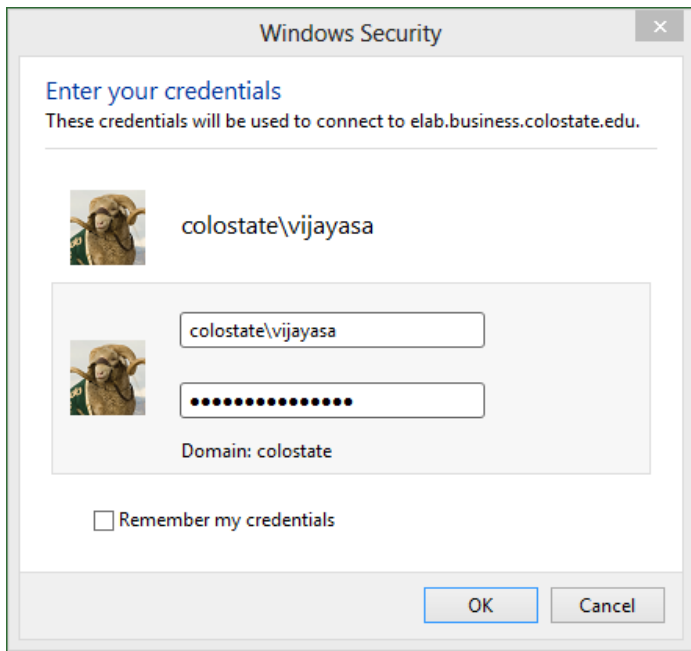 Windows Security
Enter your credentials
These credentials will be used to connect to elab.business.colostate.edu.
colostate\vijayasa
colostate\vijayasa
●●●●●●●●●●●●●●●
Domain: colostate
Remember my credentials
OK
Cancel